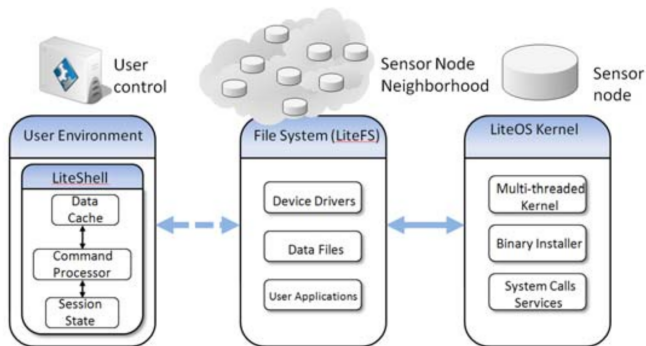 User
control
Sensor Node
Neighborhood
Sensor
node
User Environment
LiteShell
Data
Cache
Command
Processor
Session
State
File System (LiteFS)
Device Drivers
Data Files
User Applications
LiteOS Kernel
Multi-threaded
Kernel
Binary Installer
System Calls
Services